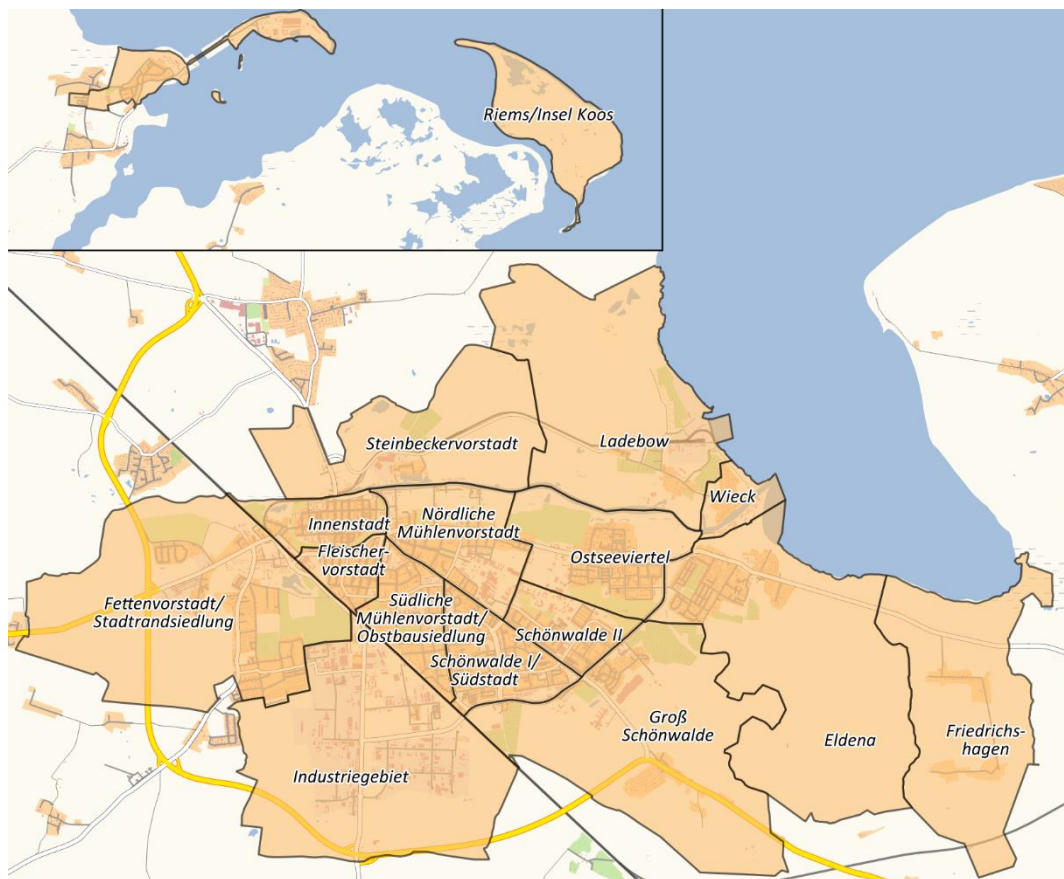 Riems/Insel Koos
Steinbeckervorstadt
Ladebow
Wieck
Innenstadt
Nördliche
Mühlenvorstadt
Fleischer-
vorstadt
Ostseeviertel
Fettenvorstadt/
Stadtrandsiedlung
Südliche
Mühlenvorstadt/
Obstbausiedlung
Schönwalde II
Schönwalde I/
Südstadt
Groß
Schönwalde
Eldena
Friedrichs-
hagen
Industriegebiet